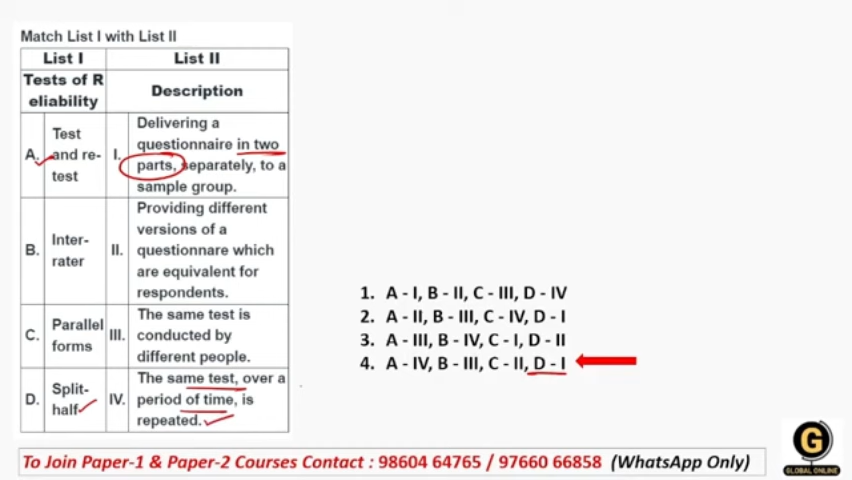 Match List I with List II
List I List II
Tests of R
eliability
Description
A. Test
and re-
test
I. Delivering a
questionnaire in two
parts, separately, to a
sample group.
B. Inter-
rater
II. Providing different
versions of a
questionnare which
are equivalent for
respondents.
C. Parallel
forms
III. The same test is
conducted by
different people.
D. Split-
half
IV. The same test, over a
period of time, is
repeated.
1. A - I, B - II, C - III, D - IV
2. A - II, B - III, C - IV, D - I
3. A - III, B - IV, C - I, D - II
4. A - IV, B - III, C - II, D - I
To Join Paper-1 & Paper-2 Courses Contact : 98604 64765 / 97660 66858 (WhatsApp Only)
G
GLOBAL ONLINE